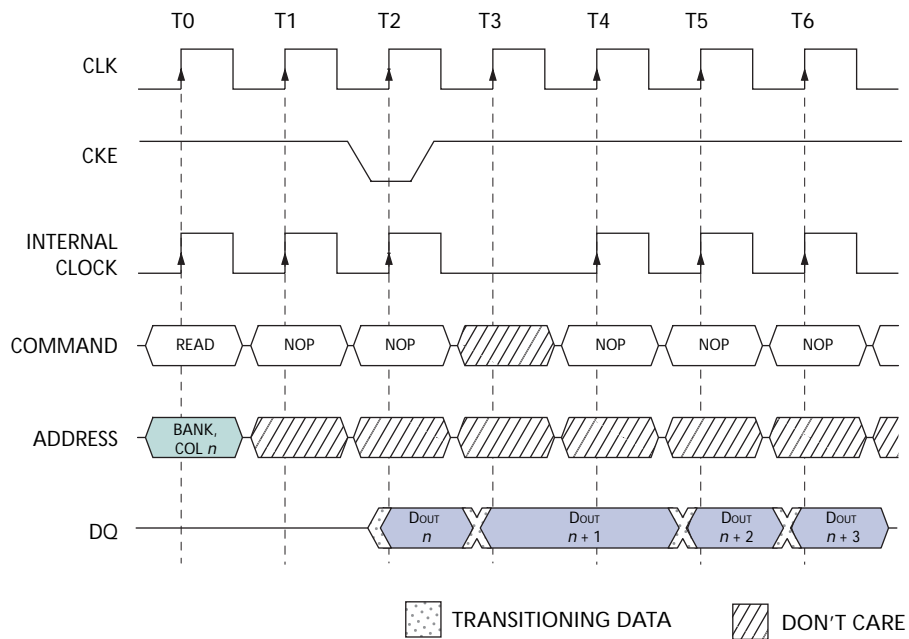 T0 T1 T2 T3 T4 T5 T6
CLK
CKE
INTERNAL
CLOCK
COMMAND READ NOP NOP NOP NOP NOP
ADDRESS BANK,
COL n
DQ DOUT DOUT DOUT DOUT
n n + 1 n + 2 n + 3
TRANSITIONING DATA DON'T CARE